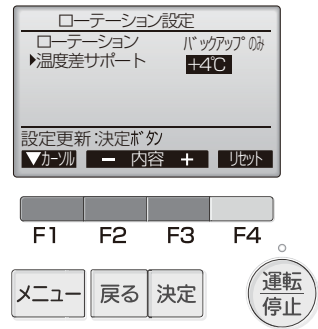 ローテーション設定
ローテーション バックアップのみ
▶温度差サポート +4℃
設定更新:決定ボタン
▼カーソル − 内容 + リセット
F1 F2 F3 F4
メニュー 戻る 決定 運転
停止